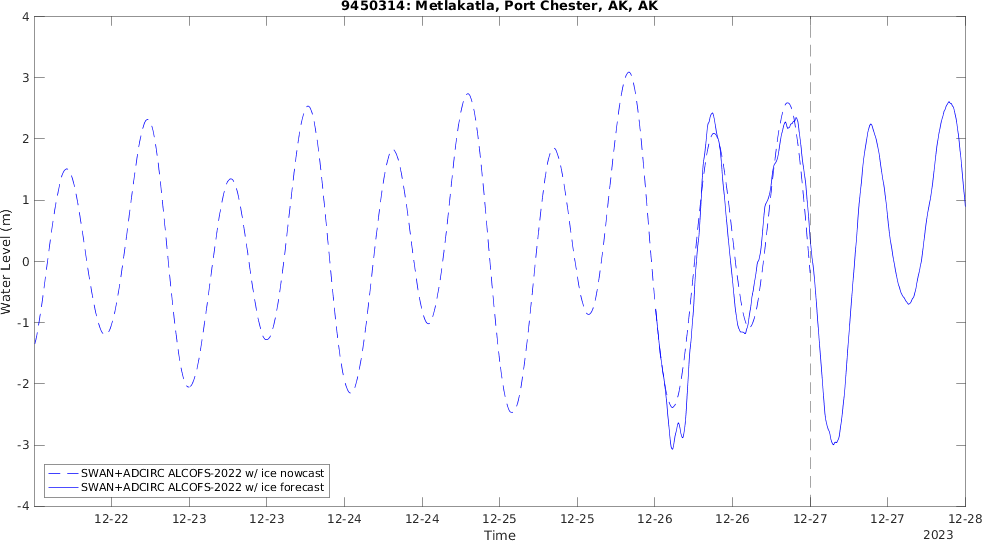 9450314: Metlakatla, Port Chester, AK, AK
4
3
2
1
0
-1
-2
-3
-4
Water Level (m)
SWAN+ADCIRC ALCOFS-2022 w/ ice nowcast
SWAN+ADCIRC ALCOFS-2022 w/ ice forecast
12-22 12-23 12-23 12-24 12-24 12-25 12-25 12-26 12-26 12-27 12-27 12-28
Time
2023